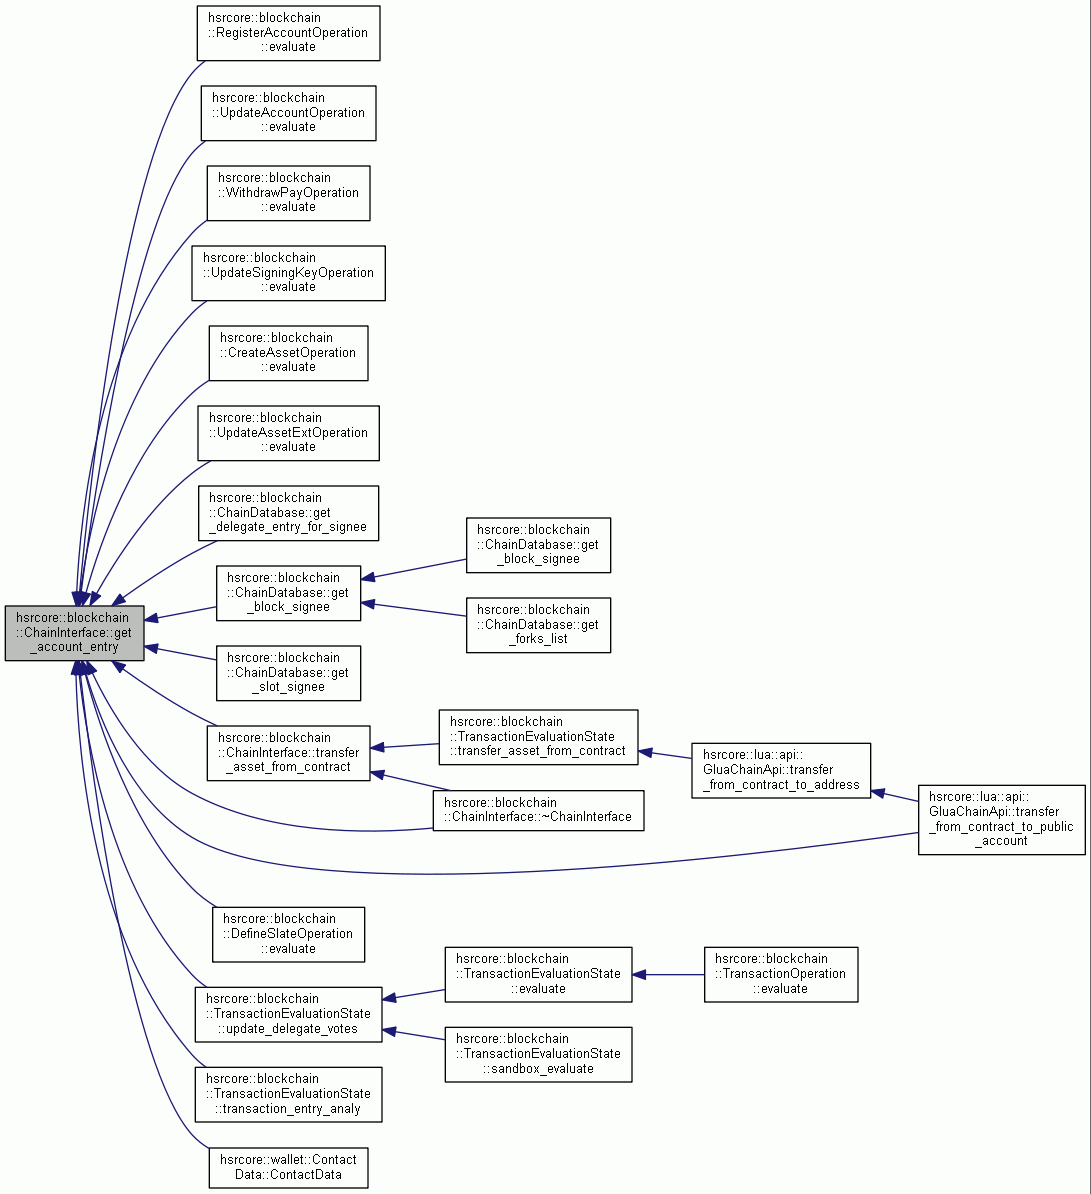 hsrcore::blockchain
::RegisterAccountOperation
::evaluate
hsrcore::blockchain
::UpdateAccountOperation
::evaluate
hsrcore::blockchain
::WithdrawPayOperation
::evaluate
hsrcore::blockchain
::UpdateSigningKeyOperation
::evaluate
hsrcore::blockchain
::CreateAssetOperation
::evaluate
hsrcore::blockchain
::UpdateAssetExtOperation
::evaluate
hsrcore::blockchain
::ChainDatabase::get
_delegate_entry_for_signee
hsrcore::blockchain
::ChainDatabase::get
_block_signee
hsrcore::blockchain
::ChainDatabase::get
_block_signee
hsrcore::blockchain
::ChainDatabase::get
_forks_list
hsrcore::blockchain
::ChainInterface::get
_account_entry
hsrcore::blockchain
::ChainDatabase::get
_slot_signee
hsrcore::blockchain
::ChainInterface::transfer
_asset_from_contract
hsrcore::blockchain
::TransactionEvaluationState
::transfer_asset_from_contract
hsrcore::lua::api::
GluaChainApi::transfer
_from_contract_to_address
hsrcore::blockchain
::ChainInterface::~ChainInterface
hsrcore::lua::api::
GluaChainApi::transfer
_from_contract_to_public
_account
hsrcore::blockchain
::DefineSlateOperation
::evaluate
hsrcore::blockchain
::TransactionEvaluationState
::update_delegate_votes
hsrcore::blockchain
::TransactionEvaluationState
::evaluate
hsrcore::blockchain
::TransactionOperation
::evaluate
hsrcore::blockchain
::TransactionEvaluationState
::sandbox_evaluate
hsrcore::blockchain
::TransactionEvaluationState
::transaction_entry_analy
hsrcore::wallet::Contact
Data::ContactData